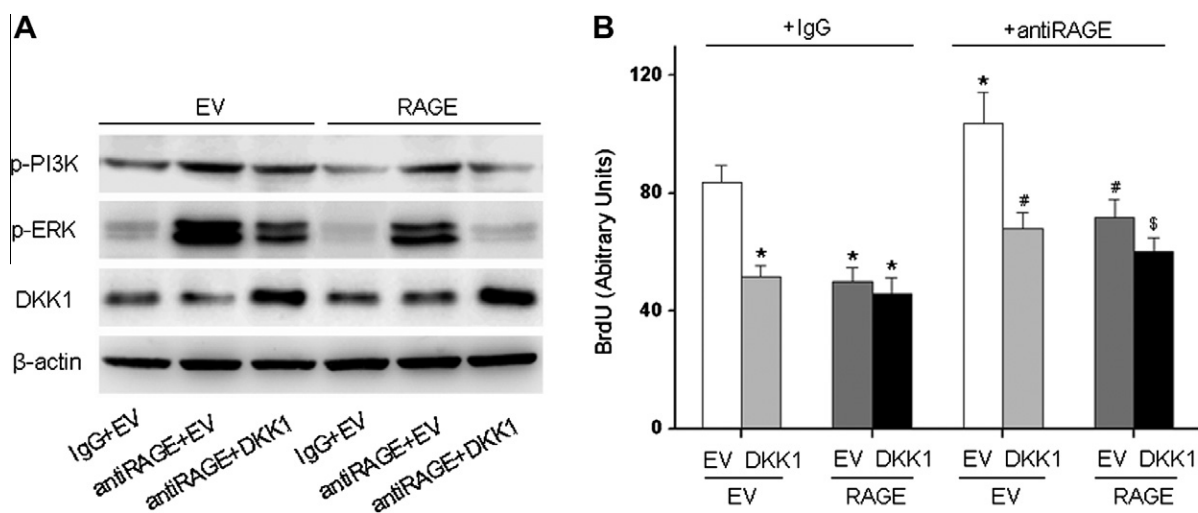 A
EV RAGE
p-PI3K
p-ERK
DKK1
β-actin
IgG+EV
antiRAGE+EV
antiRAGE+DKK1
IgG+EV
antiRAGE+EV
antiRAGE+DKK1
B
+IgG +antiRAGE
BrdU (Abitrary Units)
120
80
40
0
*
*
*
*
*
#
#
$
EV DKK1 EV DKK1 EV DKK1 EV DKK1
EV RAGE EV RAGE